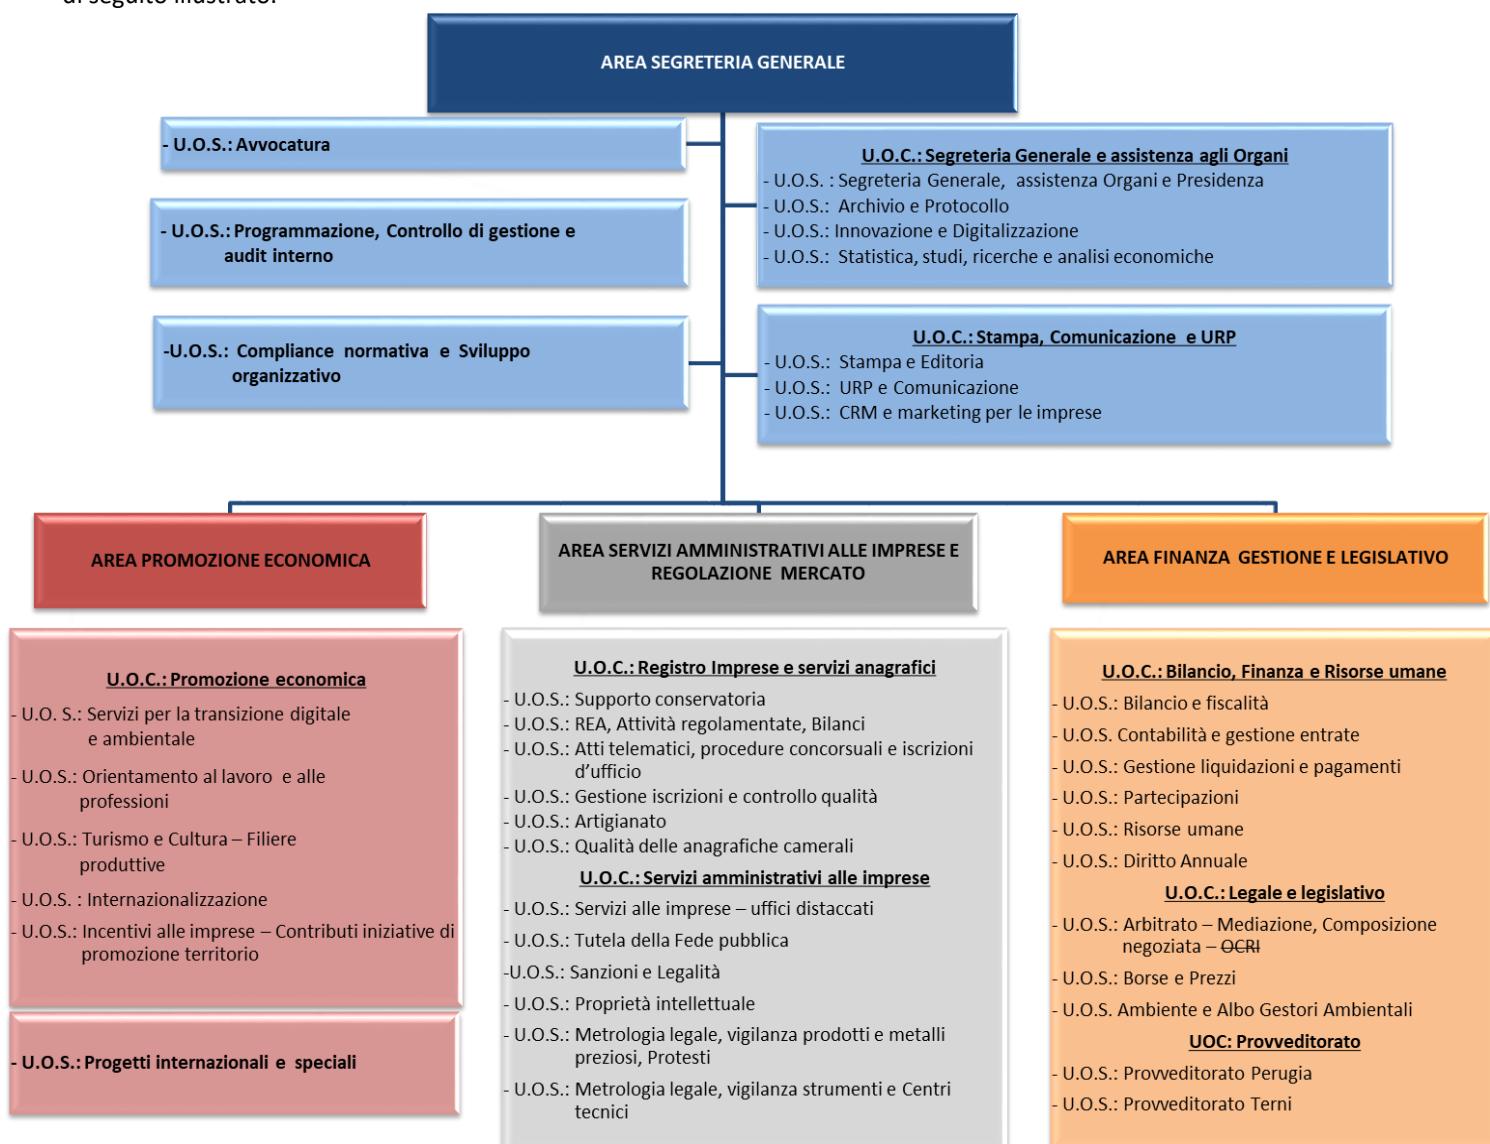 di seguito illustrato:
AREA SEGRETERIA GENERALE
- U.O.S.: Avvocatura
- U.O.S.: Programmazione, Controllo di gestione e
audit interno
-U.O.S.: Compliance normativa e Sviluppo
organizzativo
U.O.C.: Segreteria Generale e assistenza agli Organi
- U.O.S. : Segreteria Generale, assistenza Organi e Presidenza
- U.O.S.: Archivio e Protocollo
- U.O.S.: Innovazione e Digitalizzazione
- U.O.S.: Statistica, studi, ricerche e analisi economiche
U.O.C.: Stampa, Comunicazione e URP
- U.O.S.: Stampa e Editoria
- U.O.S.: URP e Comunicazione
- U.O.S.: CRM e marketing per le imprese
AREA PROMOZIONE ECONOMICA
U.O.C.: Promozione economica
- U.O. S.: Servizi per la transizione digitale
e ambientale
- U.O.S.: Orientamento al lavoro e alle
professioni
- U.O.S.: Turismo e Cultura – Filiere
produttive
- U.O.S. : Internazionalizzazione
- U.O.S.: Incentivi alle imprese – Contributi iniziative di
promozione territorio
- U.O.S.: Progetti internazionali e speciali
AREA SERVIZI AMMINISTRATIVI ALLE IMPRESE E
REGOLAZIONE MERCATO
U.O.C.: Registro Imprese e servizi anagrafici
- U.O.S.: Supporto conservatoria
- U.O.S.: REA, Attività regolamentate, Bilanci
- U.O.S.: Atti telematici, procedure concorsuali e iscrizioni
d’ufficio
- U.O.S.: Gestione iscrizioni e controllo qualità
- U.O.S.: Artigianato
- U.O.S.: Qualità delle anagrafiche camerali
U.O.C.: Servizi amministrativi alle imprese
- U.O.S.: Servizi alle imprese – uffici distaccati
- U.O.S.: Tutela della Fede pubblica
-U.O.S.: Sanzioni e Legalità
- U.O.S.: Proprietà intellettuale
- U.O.S.: Metrologia legale, vigilanza prodotti e metalli
preziosi, Protesti
- U.O.S.: Metrologia legale, vigilanza strumenti e Centri
tecnici
AREA FINANZA GESTIONE E LEGISLATIVO
U.O.C.: Bilancio, Finanza e Risorse umane
- U.O.S.: Bilancio e fiscalità
- U.O.S. Contabilità e gestione entrate
- U.O.S.: Gestione liquidazioni e pagamenti
- U.O.S.: Partecipazioni
- U.O.S.: Risorse umane
- U.O.S.: Diritto Annuale
U.O.C.: Legale e legislativo
- U.O.S.: Arbitrato – Mediazione, Composizione
negoziata – OCRI
- U.O.S.: Borse e Prezzi
- U.O.S. Ambiente e Albo Gestori Ambientali
UOC: Provveditorato
- U.O.S.: Provveditorato Perugia
- U.O.S.: Provveditorato Terni